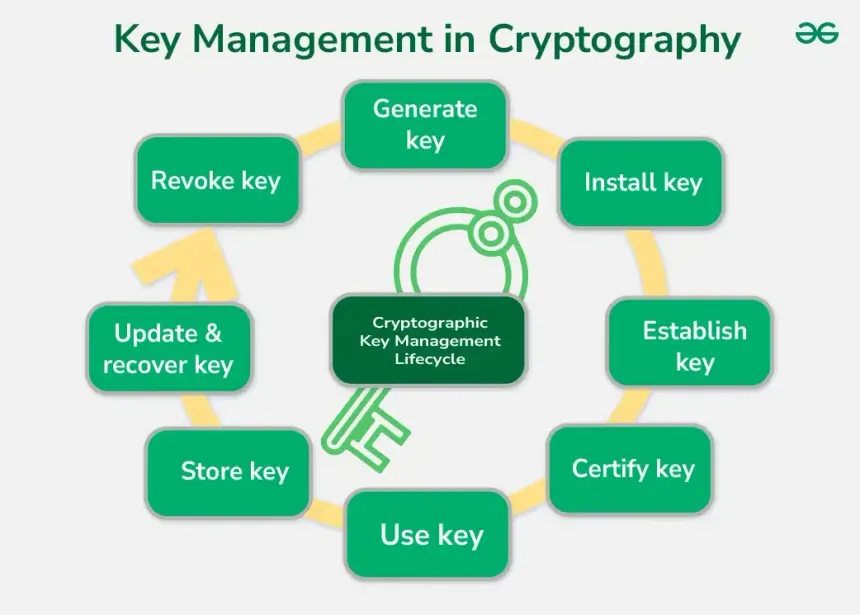 Key Management in Cryptography
Generate
key
Install key
Establish
key
Certify key
Use key
Store key
Update &
recover key
Revoke key
Cryptographic
Key Management
Lifecycle